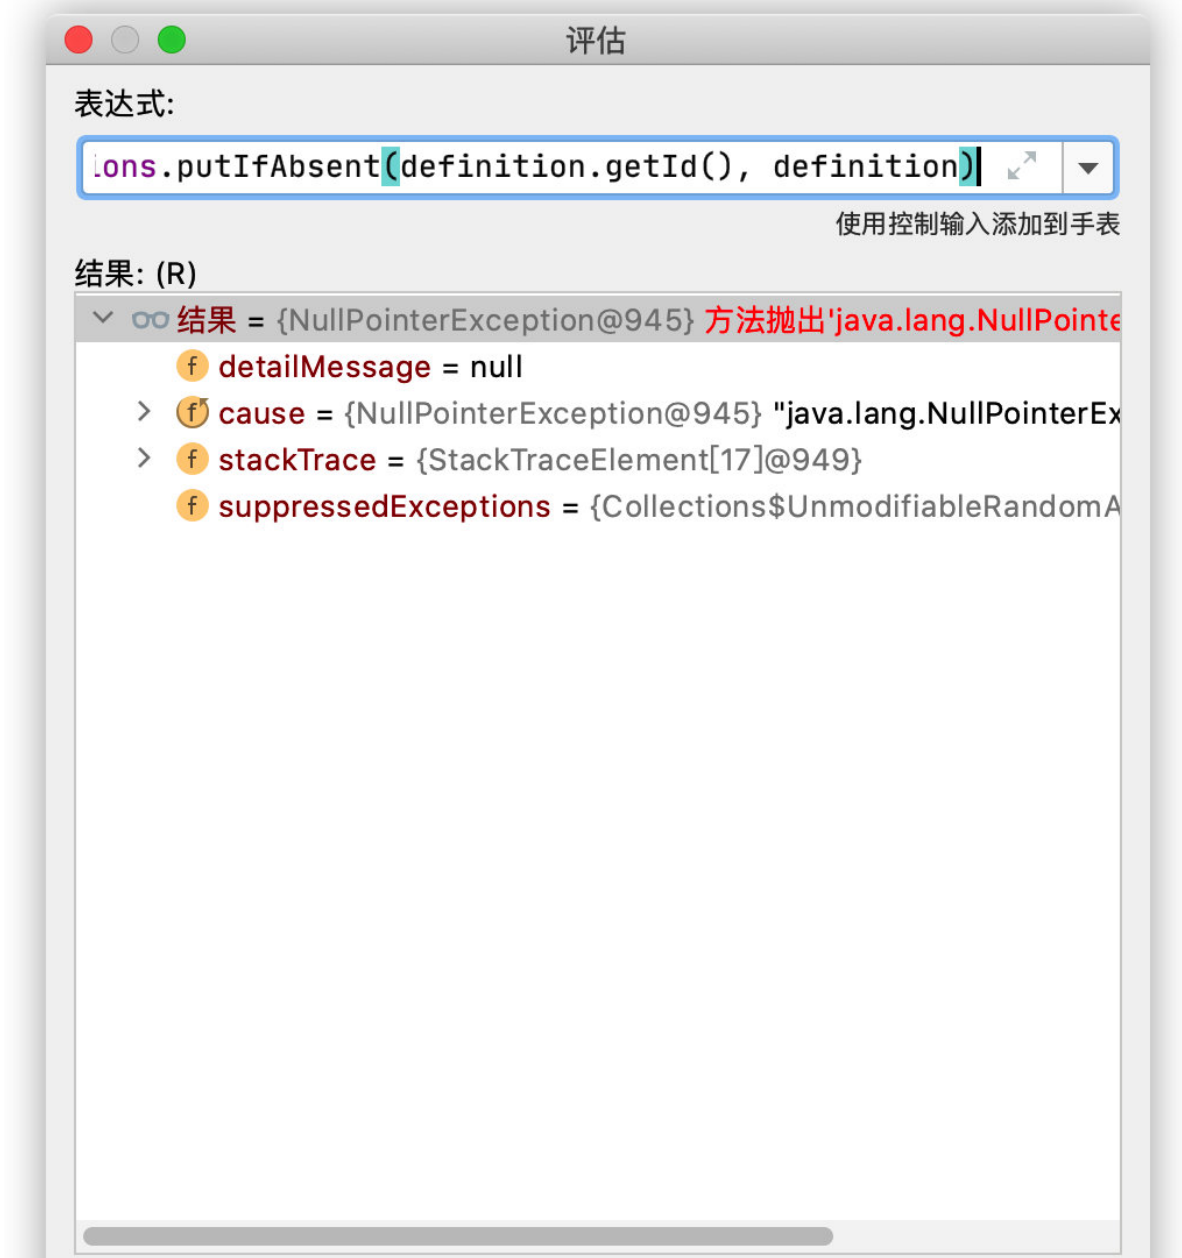 评估
表达式:
ions.putIfAbsent(definition.getId(), definition)
使用控制输入添加到手表
结果: (R)
结果 = {NullPointerException@945} 方法抛出'java.lang.NullPointe
f detailMessage = null
f cause = {NullPointerException@945} "java.lang.NullPointerEx
f stackTrace = {StackTraceElement[17]@949}
f suppressedExceptions = {Collections$UnmodifiableRandomA